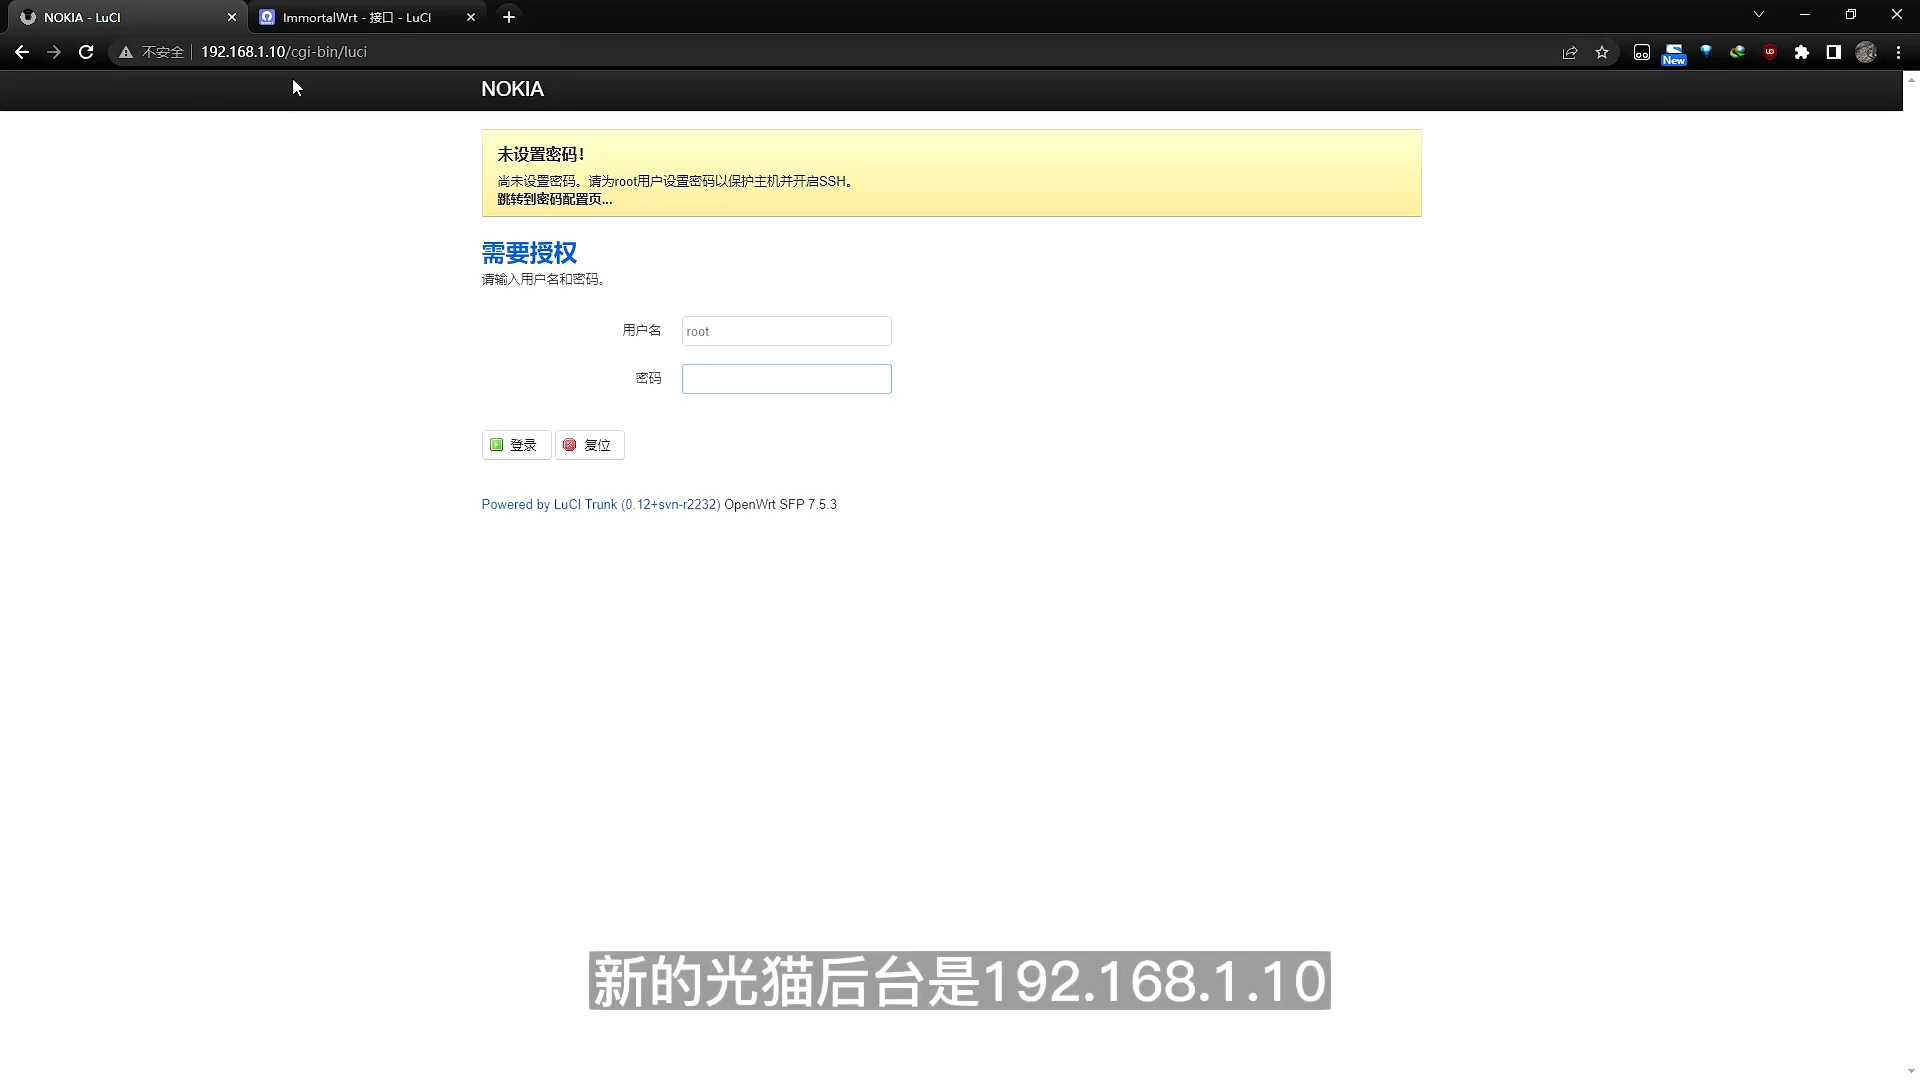 NOKIA - LuCI
ImmortalWrt - 接口 - LuCI
不安全
192.168.1.10/cgi-bin/luci
New
NOKIA
未设置密码！
尚未设置密码。请为root用户设置密码以保护主机并开启SSH。
跳转到密码配置页...
需要授权
请输入用户名和密码。
用户名
root
密码
登录
复位
Powered by LuCI Trunk (0.12+svn-r2232) OpenWrt SFP 7.5.3
新的光猫后台是192.168.1.10